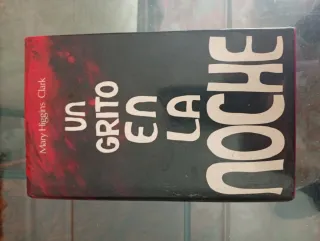 Mary Higgins Clark
UN
GRITO
EN
LA
NOCHE